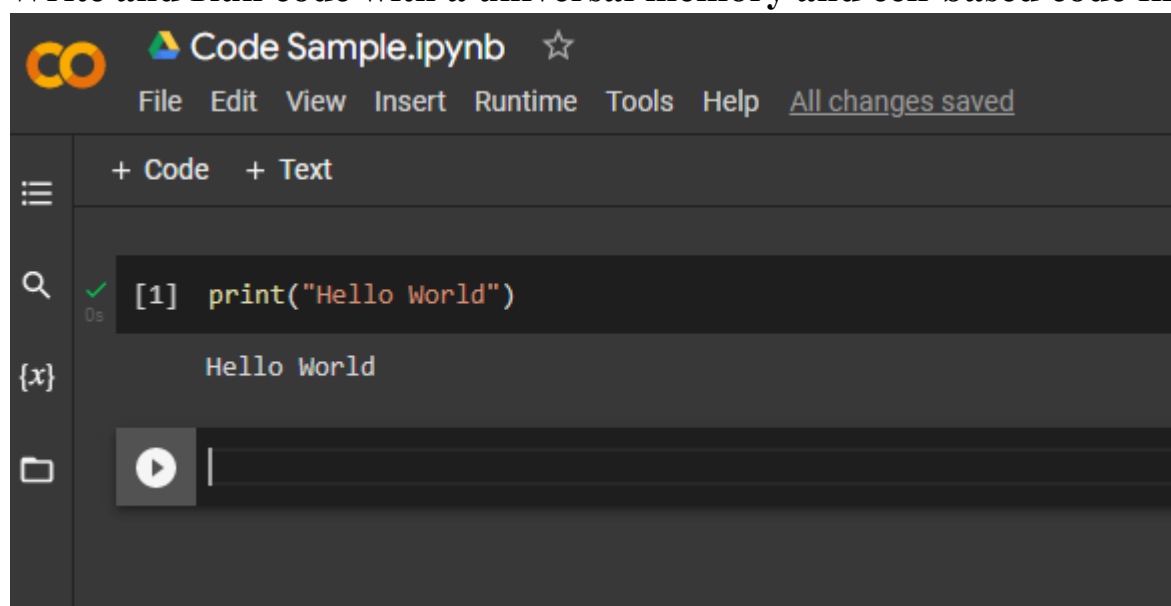 Code Sample.ipynb
File Edit View Insert Runtime Tools Help All changes saved
+ Code + Text
[1] print("Hello World")
0s
Hello World
{x}